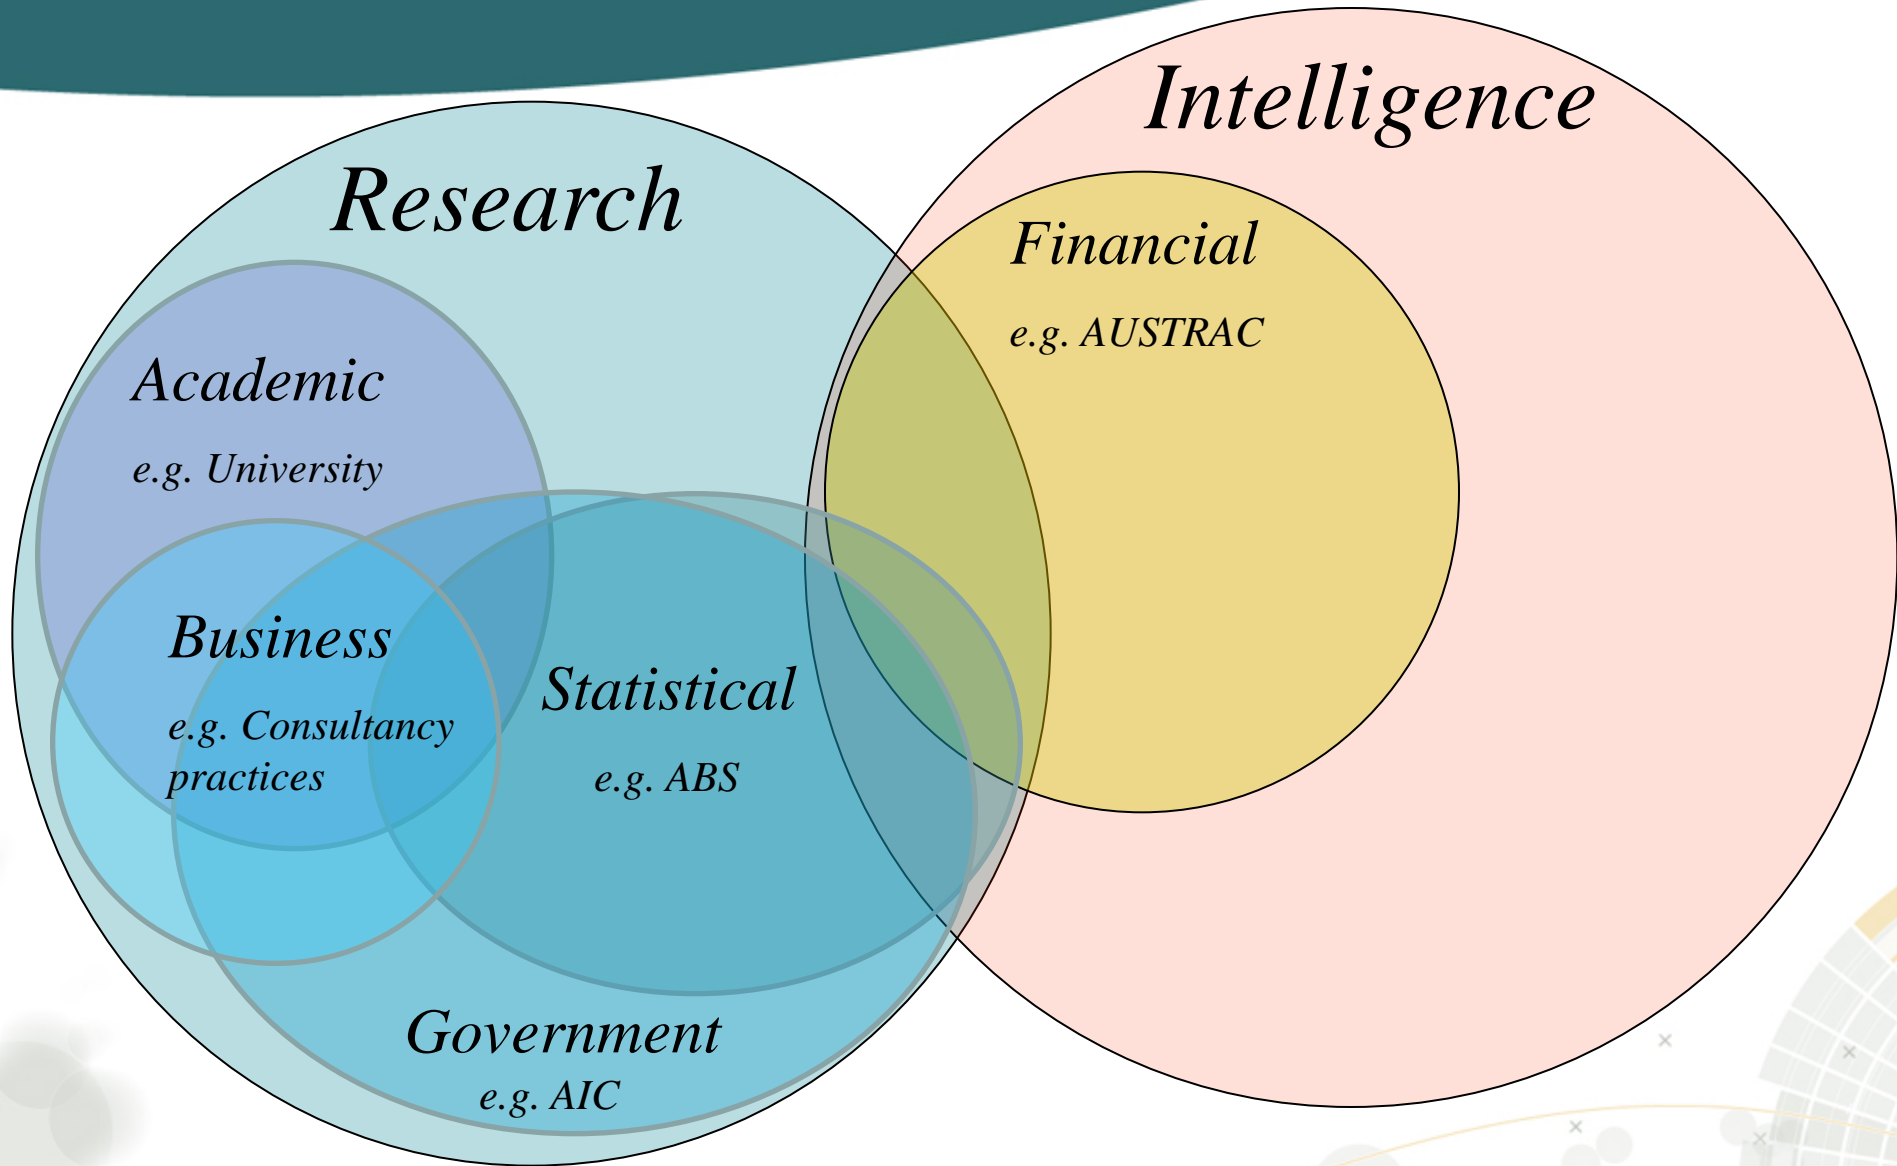 Intelligence
Research
Financial
e.g. AUSTRAC
Academic
e.g. University
Business
e.g. Consultancy
practices
Statistical
e.g. ABS
Government
e.g. AIC